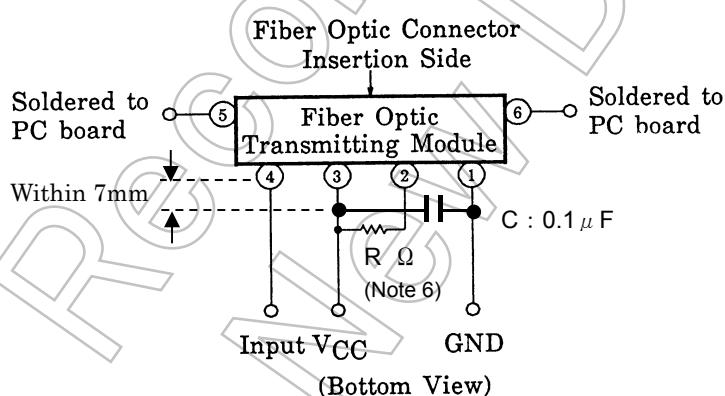 Fiber Optic Connector
Insertion Side
Soldered to
PC board
5
Fiber Optic
Transmitting Module
6
Soldered to
PC board
4
3
2
1
Within 7mm
C : 0.1 μ F
R Ω
(Note 6)
Input VCC
GND
(Bottom View)